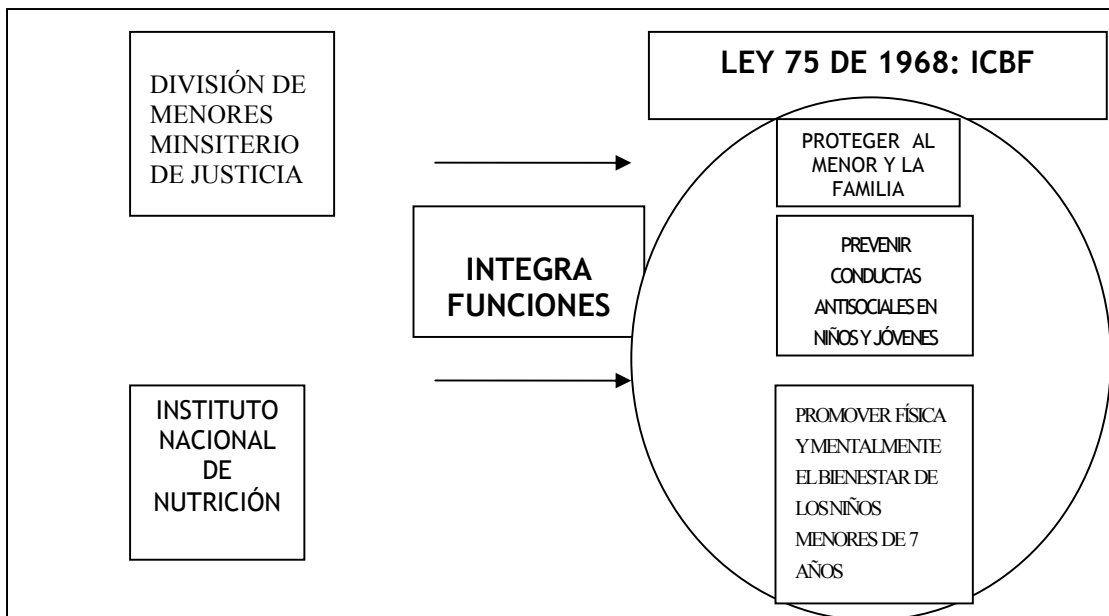 DIVISIÓN DE
MENORES
MINSITERIO
DE JUSTICIA
INSTITUTO
NACIONAL
DE
NUTRICIÓN
INTEGRA
FUNCIONES
LEY 75 DE 1968: ICBF
PROTEGER AL
MENOR Y LA
FAMILIA
PREVENIR
CONDUCTAS
ANTISOCIALES EN
NIÑOS Y JÓVENES
PROMOVER FÍSICA
Y MENTALMENTE
EL BIENESTAR DE
LOS NIÑOS
MENORES DE 7
AÑOS